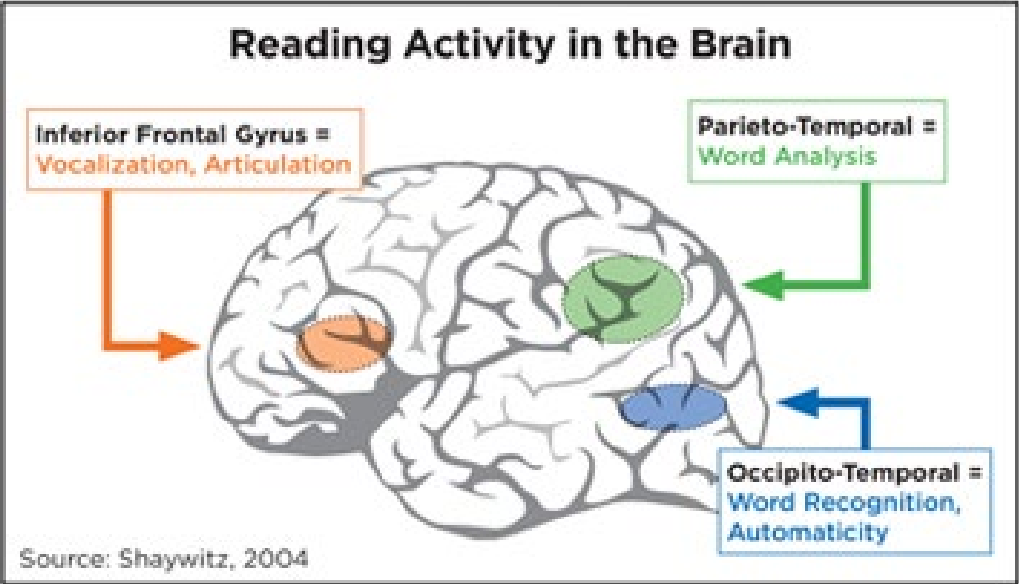 Reading Activity in the Brain
Inferior Frontal Gyrus =
Vocalization, Articulation
Parieto-Temporal =
Word Analysis
Occipito-Temporal =
Word Recognition,
Automaticity
Source: Shaywitz, 2004